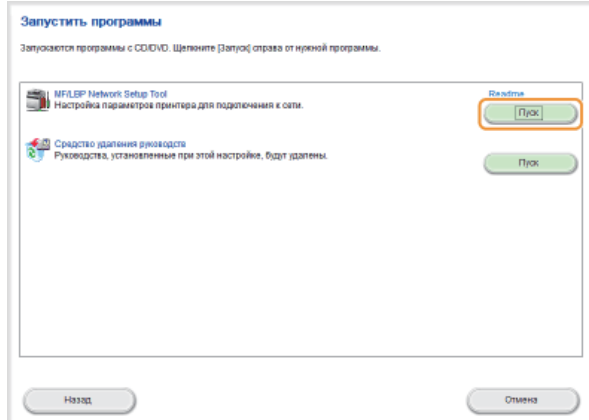 Запустить программы
Запускаются программы с CD/DVD. Щелкните [Запуск] справа от нужной программы.
MF/LBP Network Setup Tool
Readme
Настройка параметров принтера для подключения к сети.
Пуск
Средство удаления руководств
Руководства, установленные при этой настройке, будут удалены.
Пуск
Назад
Отмена